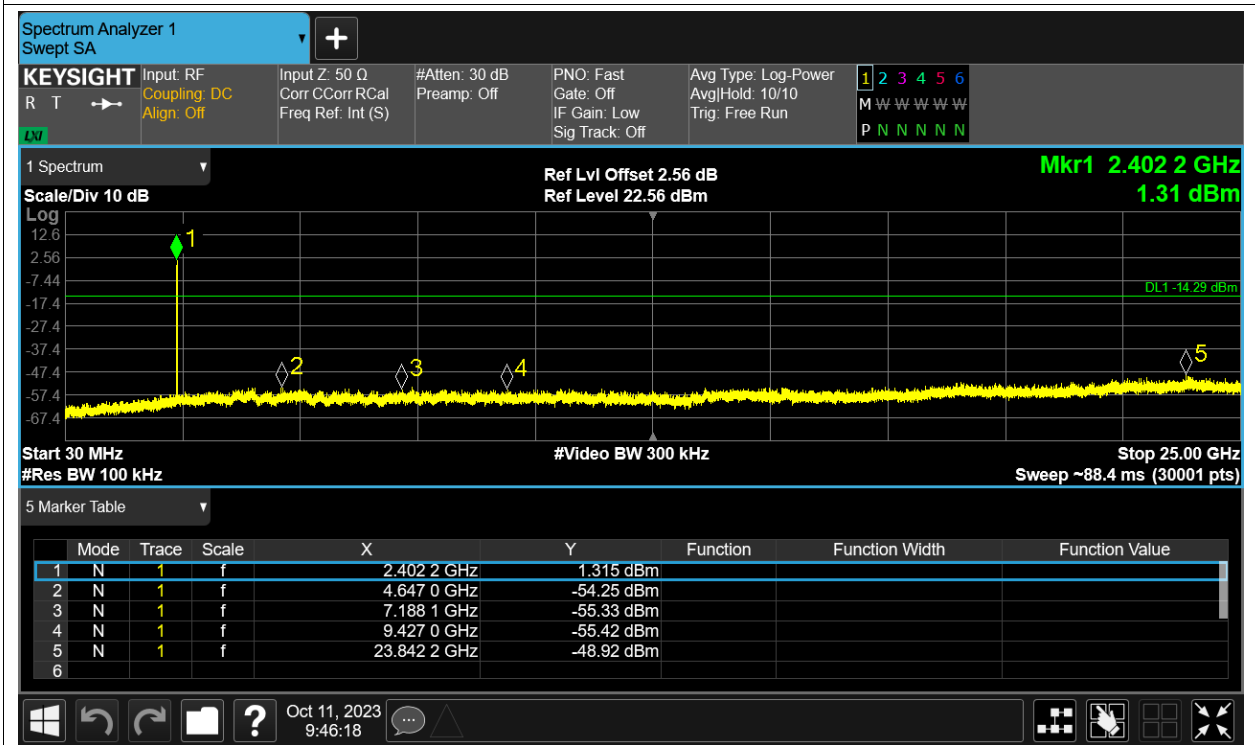 Spectrum Analyzer 1
Swept SA
KEYSIGHT Input: RF Input Z: 50 Ω #Atten: 30 dB PNO: Fast Avg Type: Log-Power 1 2 3 4 5 6
R T Coupling: DC Corr CCorr RCal Preamp: Off Gate: Off Avg|Hold: 10/10 M W W W W W W
Align: Off Freq Ref: Int (S) IF Gain: Low Trig: Free Run
LXI Sig Track: Off P N N N N N
1 Spectrum Ref Lvl Offset 2.56 dB Mkr1 2.402 2 GHz
Scale/Div 10 dB Ref Level 22.56 dBm 1.31 dBm
Log
12.6 1
2.56
-7.44
DL1 -14.29 dBm
-17.4
-27.4
-37.4
5
-47.4 2 3 4
-57.4
-67.4
Start 30 MHz #Video BW 300 kHz Stop 25.00 GHz
#Res BW 100 kHz Sweep ~88.4 ms (30001 pts)
5 Marker Table
Mode Trace Scale X Y Function Function Width Function Value
1 N 1 f 2.402 2 GHz 1.315 dBm
2 N 1 f 4.647 0 GHz -54.25 dBm
3 N 1 f 7.188 1 GHz -55.33 dBm
4 N 1 f 9.427 0 GHz -55.42 dBm
5 N 1 f 23.842 2 GHz -48.92 dBm
6
? Oct 11, 2023
9:46:18